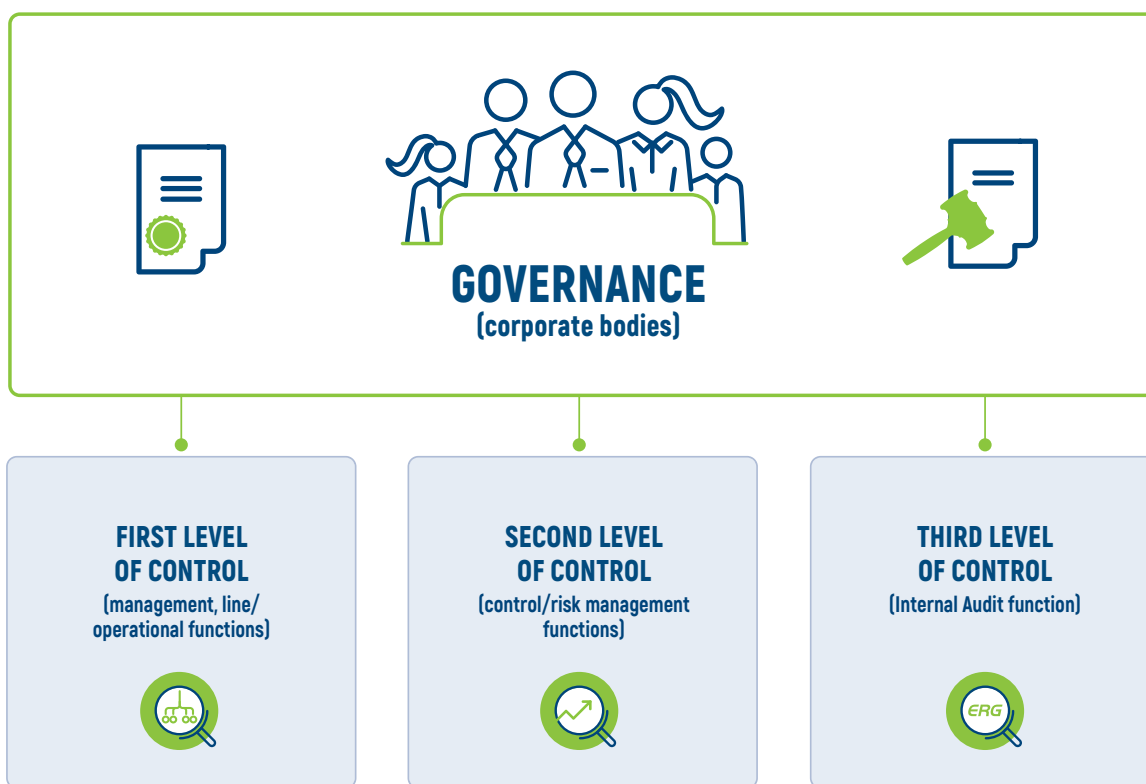 GOVERNANCE
(corporate bodies)
FIRST LEVEL
OF CONTROL
(management, line/
operational functions)
SECOND LEVEL
OF CONTROL
(control/risk management
functions)
THIRD LEVEL
OF CONTROL
(Internal Audit function)
ERG